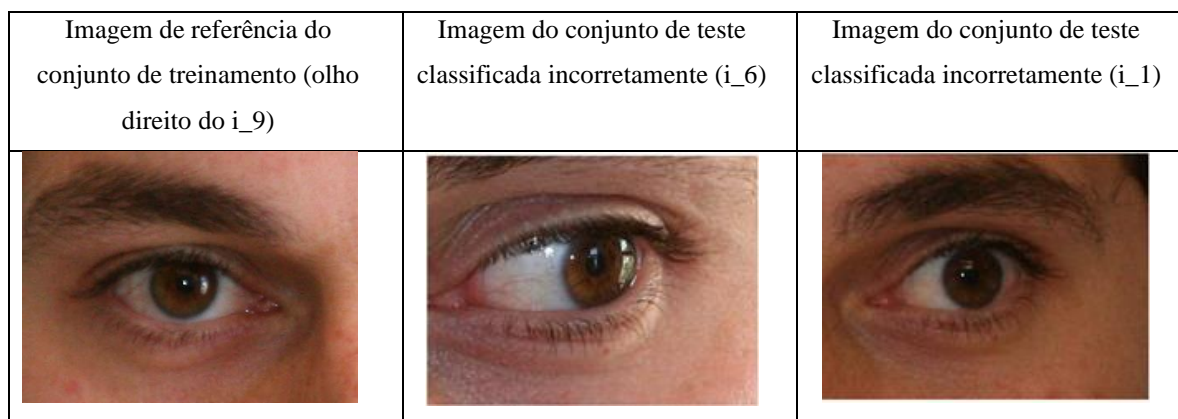 Imagem de referência do
conjunto de treinamento (olho
direito do i_9)
Imagem do conjunto de teste
classificada incorretamente (i_6)
Imagem do conjunto de teste
classificada incorretamente (i_1)